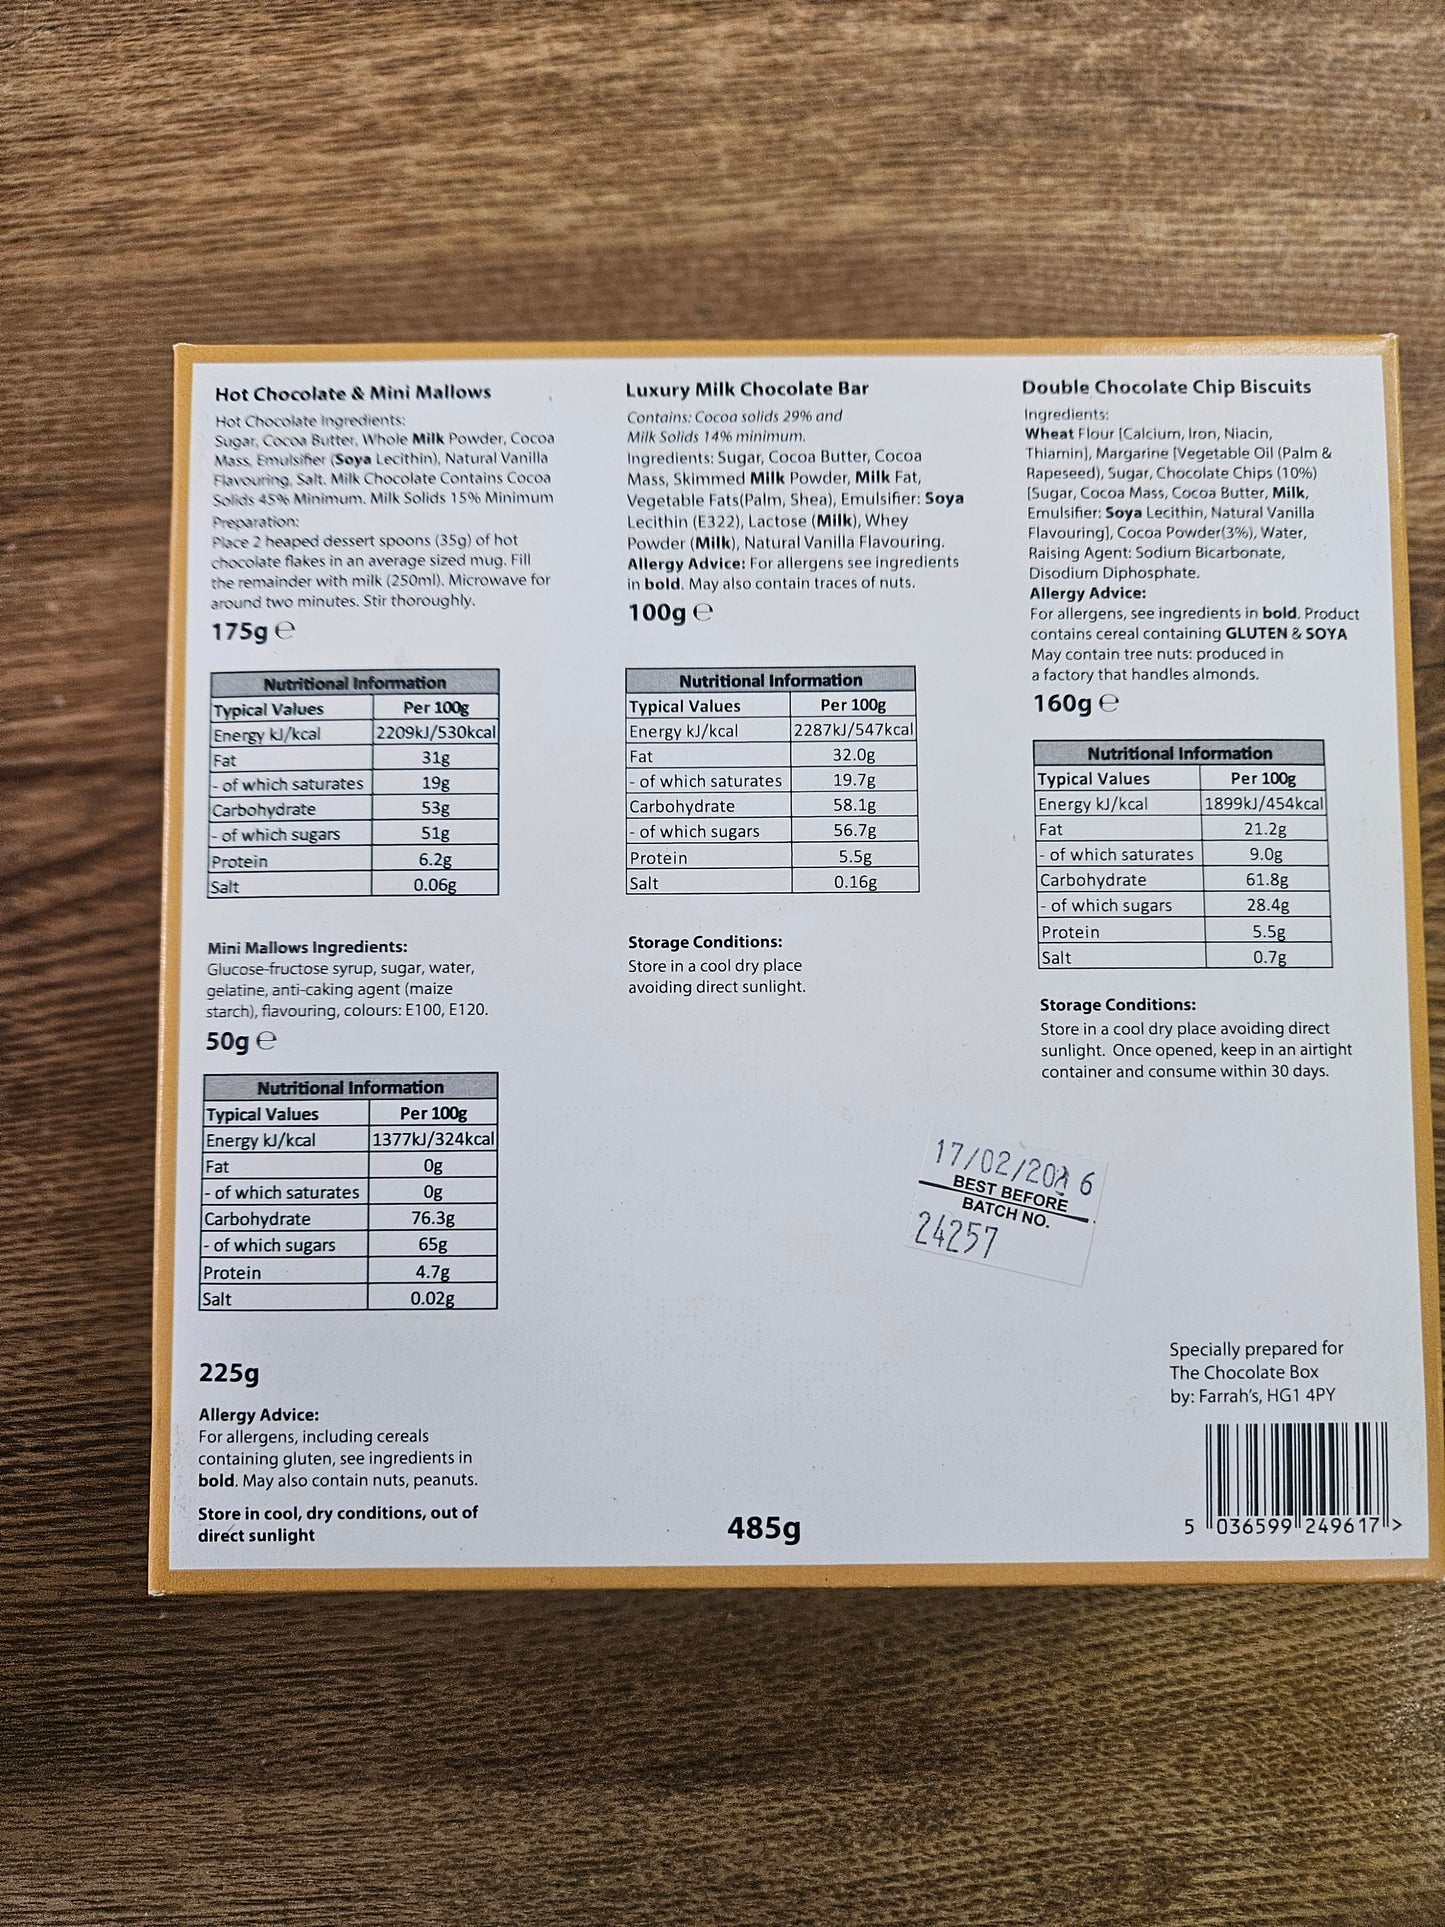 Hot Chocolate & Mini Mallows
Hot Chocolate Ingredients:
Sugar, Cocoa Butter, Whole Milk Powder, Cocoa
Mass, Emulsifier (Soya Lecithin), Natural Vanilla
Flavouring, Salt. Milk Chocolate Contains Cocoa
Solids 45% Minimum. Milk Solids 15% Minimum
Preparation:
Place 2 heaped dessert spoons (35g) of hot
chocolate flakes in an average sized mug. Fill
the remainder with milk (250ml). Microwave for
around two minutes. Stir thoroughly.
175g ℮
Nutritional Information
Typical Values Per 100g
Energy kJ/kcal 2209kJ/530kcal
Fat 31g
- of which saturates 19g
Carbohydrate 53g
- of which sugars 51g
Protein 6.2g
Salt 0.06g
Mini Mallows Ingredients:
Glucose-fructose syrup, sugar, water,
gelatine, anti-caking agent (maize
starch), flavouring, colours: E100, E120.
50g ℮
Nutritional Information
Typical Values Per 100g
Energy kJ/kcal 1377kJ/324kcal
Fat 0g
- of which saturates 0g
Carbohydrate 76.3g
- of which sugars 65g
Protein 4.7g
Salt 0.02g
225g
Allergy Advice:
For allergens, including cereals
containing gluten, see ingredients in
bold. May also contain nuts, peanuts.
Store in cool, dry conditions, out of
direct sunlight
Luxury Milk Chocolate Bar
Contains: Cocoa solids 29% and
Milk Solids 14% minimum.
Ingredients: Sugar, Cocoa Butter, Cocoa
Mass, Skimmed Milk Powder, Milk Fat,
Vegetable Fats(Palm, Shea), Emulsifier: Soya
Lecithin (E322), Lactose (Milk), Whey
Powder (Milk), Natural Vanilla Flavouring.
Allergy Advice: For allergens see ingredients
in bold. May also contain traces of nuts.
100g ℮
Nutritional Information
Typical Values Per 100g
Energy kJ/kcal 2287kJ/547kcal
Fat 32.0g
- of which saturates 19.7g
Carbohydrate 58.1g
- of which sugars 56.7g
Protein 5.5g
Salt 0.16g
Storage Conditions:
Store in a cool dry place
avoiding direct sunlight.
485g
Double Chocolate Chip Biscuits
Ingredients:
Wheat Flour [Calcium, Iron, Niacin,
Thiamin], Margarine [Vegetable Oil (Palm &
Rapeseed), Sugar, Chocolate Chips (10%)
[Sugar, Cocoa Mass, Cocoa Butter, Milk,
Emulsifier: Soya Lecithin, Natural Vanilla
Flavouring], Cocoa Powder(3%), Water,
Raising Agent: Sodium Bicarbonate,
Disodium Diphosphate.
Allergy Advice:
For allergens, see ingredients in bold. Product
contains cereal containing GLUTEN & SOYA
May contain tree nuts: produced in
a factory that handles almonds.
160g ℮
Nutritional Information
Typical Values Per 100g
Energy kJ/kcal 1899kJ/454kcal
Fat 21.2g
- of which saturates 9.0g
Carbohydrate 61.8g
- of which sugars 28.4g
Protein 5.5g
Salt 0.7g
Storage Conditions:
Store in a cool dry place avoiding direct
sunlight. Once opened, keep in an airtight
container and consume within 30 days.
17/02/2026
BEST BEFORE
BATCH NO.
24257
Specially prepared for
The Chocolate Box
by: Farrah's, HG1 4PY
5 036599 249617 >